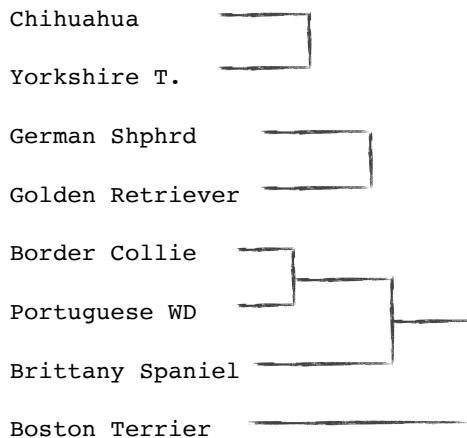 Chihuahua
Yorkshire T.
German Shphrd
Golden Retriever
Border Collie
Portuguese WD
Brittany Spaniel
Boston Terrier